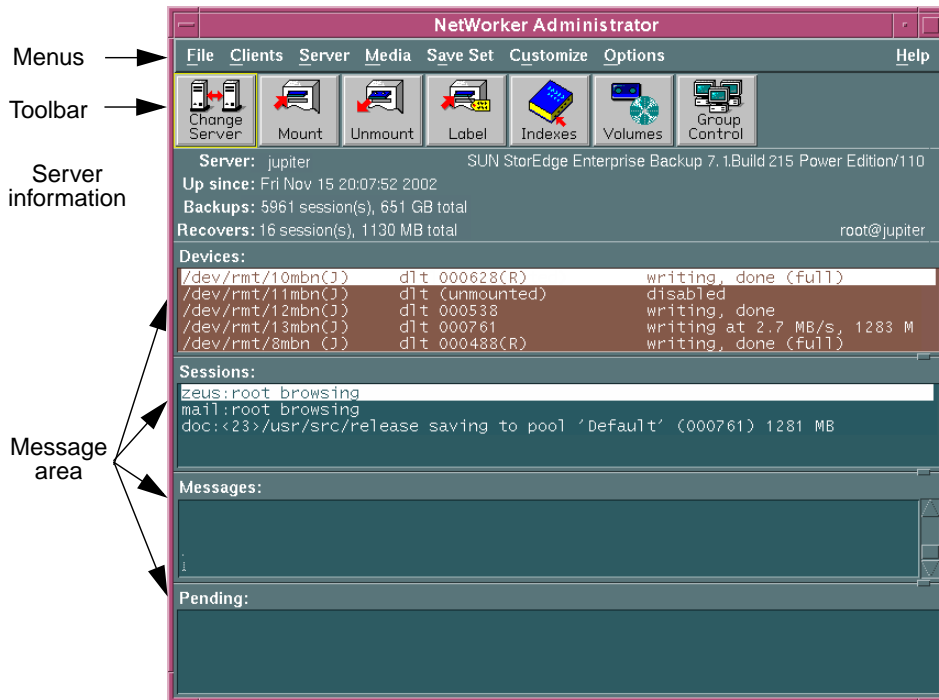 NetWorker Administrator
Menus
File Clients Server Media Save Set Customize Options Help
Toolbar
Change Server
Mount
Unmount
Label
Indexes
Volumes
Group Control
Server information
Server: jupiter SUN StorEdge Enterprise Backup 7.1.Build 215 Power Edition/110
Up since: Fri Nov 15 20:07:52 2002
Backups: 5961 session(s), 651 GB total
Recovers: 16 session(s), 1130 MB total root@jupiter
Devices:
/dev/rmt/10mbn(J) dlt 000628(R) writing, done (full)
/dev/rmt/11mbn(J) dlt (unmounted) disabled
/dev/rmt/12mbn(J) dlt 000538 writing, done
/dev/rmt/13mbn(J) dlt 000761 writing at 2.7 MB/s, 1283 M
/dev/rmt/8mbn (J) dlt 000488(R) writing, done (full)
Sessions:
zeus:root browsing
mail:root browsing
doc:<23>/usr/src/release saving to pool 'Default' (000761) 1281 MB
Message area
Messages:
Pending: